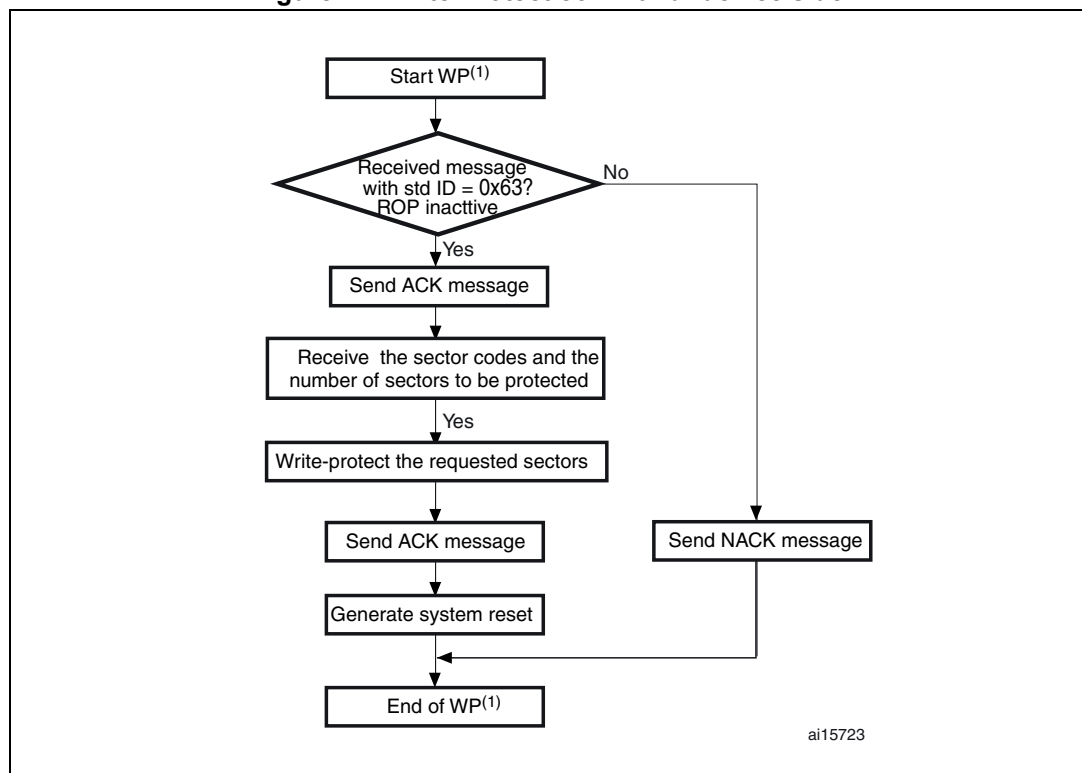 Start WP(1)
Received message
with std ID = 0x63?
ROP inacttive
No
Yes
Send ACK message
Receive the sector codes and the
number of sectors to be protected
Yes
Write-protect the requested sectors
Send ACK message
Send NACK message
Generate system reset
End of WP(1)
ai15723